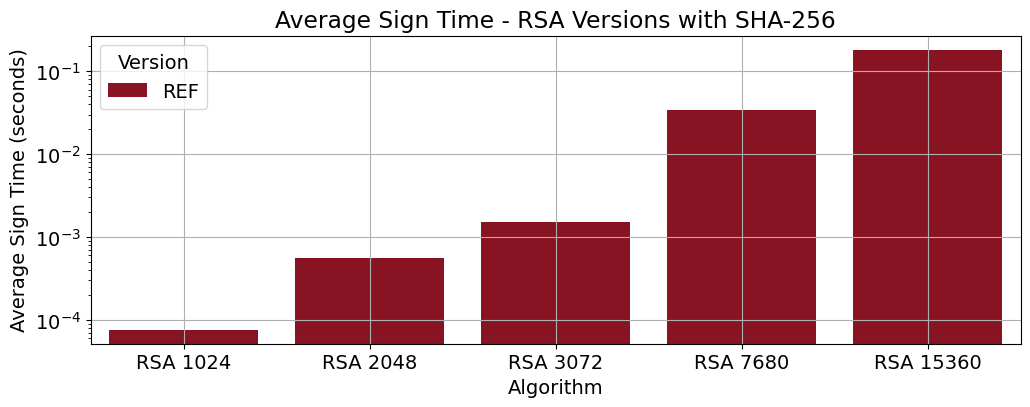 Average Sign Time - RSA Versions with SHA-256
Average Sign Time (seconds)
10⁻¹
10⁻²
10⁻³
10⁻⁴
Version
REF
RSA 1024
RSA 2048
RSA 3072
RSA 7680
RSA 15360
Algorithm